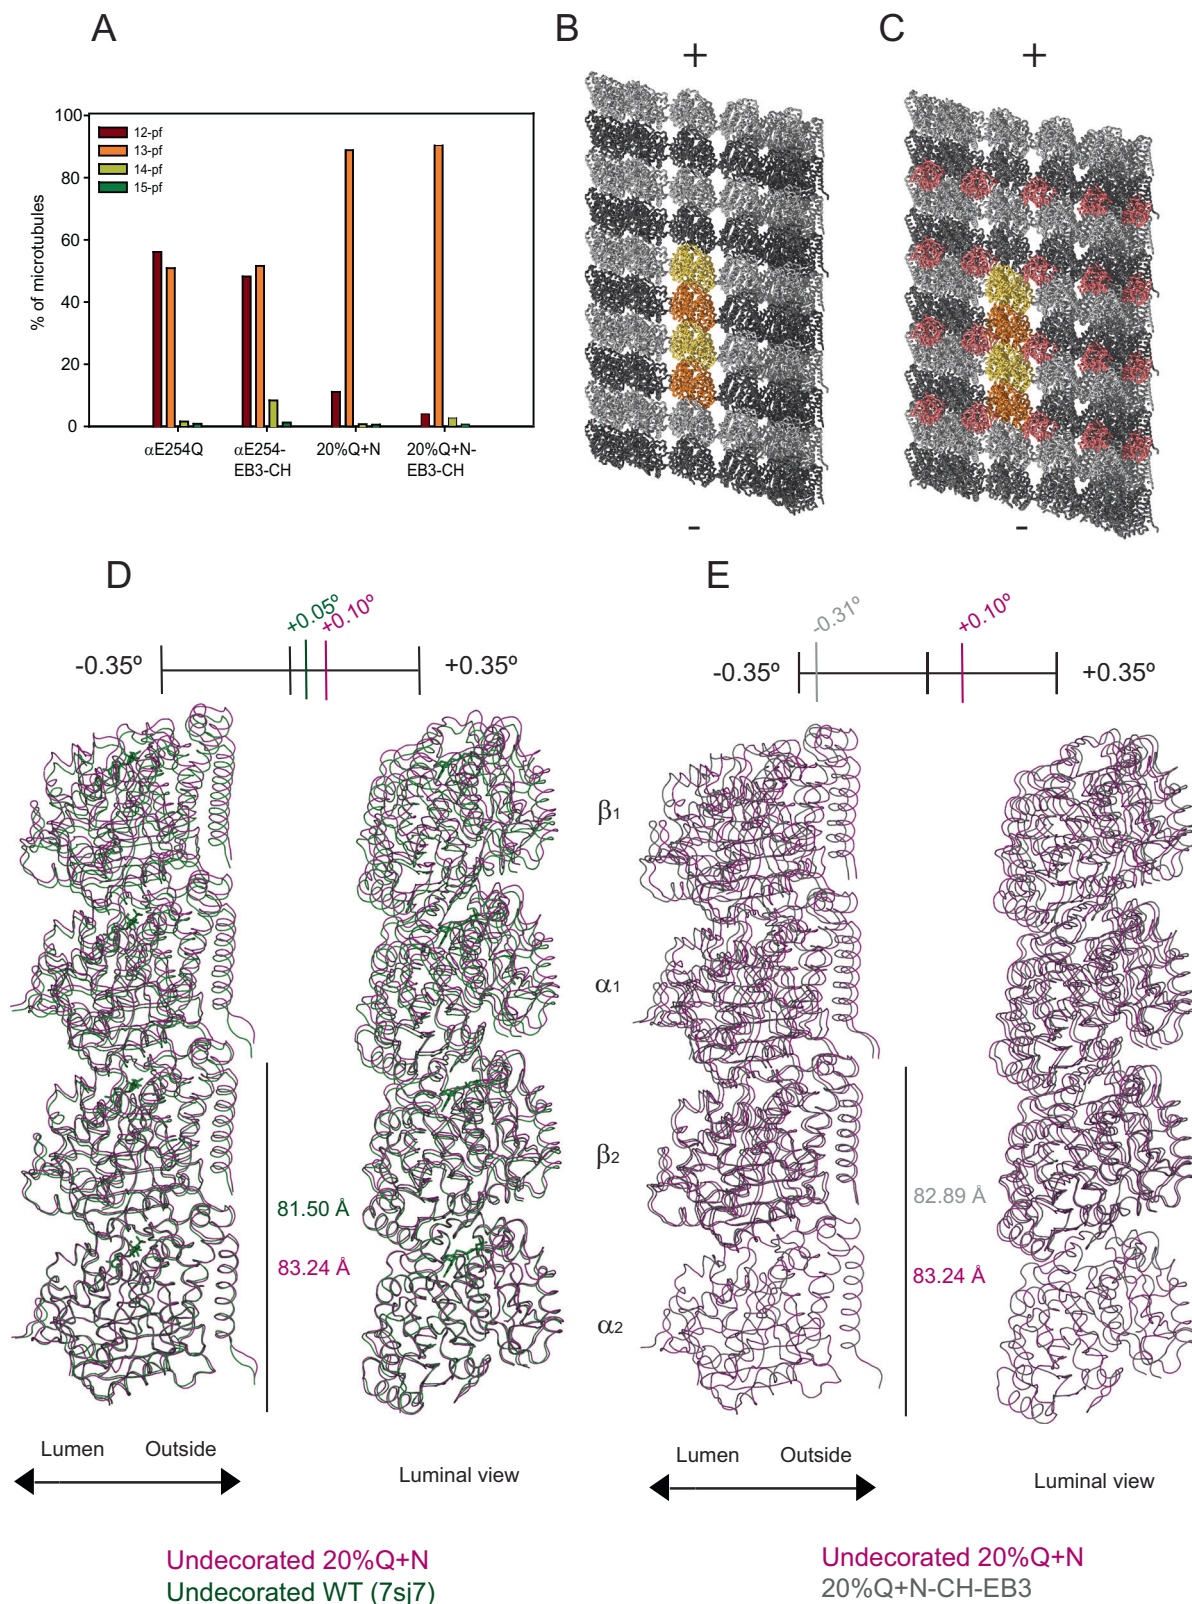 A
B
C
+
+
% of microtubules
100
80
60
40
20
0
12-pf
13-pf
14-pf
15-pf
αE254Q
αE254-
EB3-CH
20%Q+N
20%Q+N-
EB3-CH
-
-
D
E
+0.05º
+0.10º
-0.35º
+0.35º
-0.31º
+0.10º
-0.35º
+0.35º
β1
α1
β2
α2
81.50 Å
83.24 Å
82.89 Å
83.24 Å
Lumen
Outside
Luminal view
Lumen
Outside
Luminal view
Undecorated 20%Q+N
Undecorated WT (7sj7)
Undecorated 20%Q+N
20%Q+N-CH-EB3